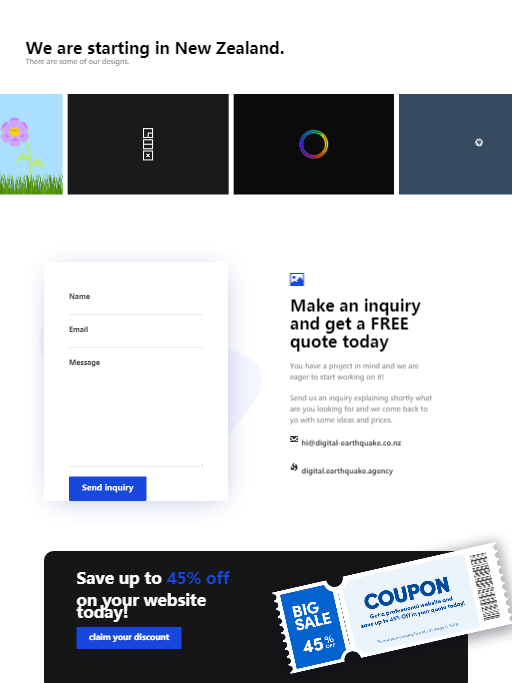 We are starting in New Zealand.
There are some of our designs.
Name
Email
Message
Send inquiry
Make an inquiry
and get a FREE
quote today
You have a project in mind and we are
eager to start working on it!
Send us an inquiry explaining shortly what
are you looking for and we come back to
yo with some ideas and prices.
hi@digital-earthquake.co.nz
digital.earthquake.agency
Save up to 45% off
on your website
today!
claim your discount
BIG
SALE
45% OFF
COUPON
Get a professional website and
save up to 45% Off in your quote today!